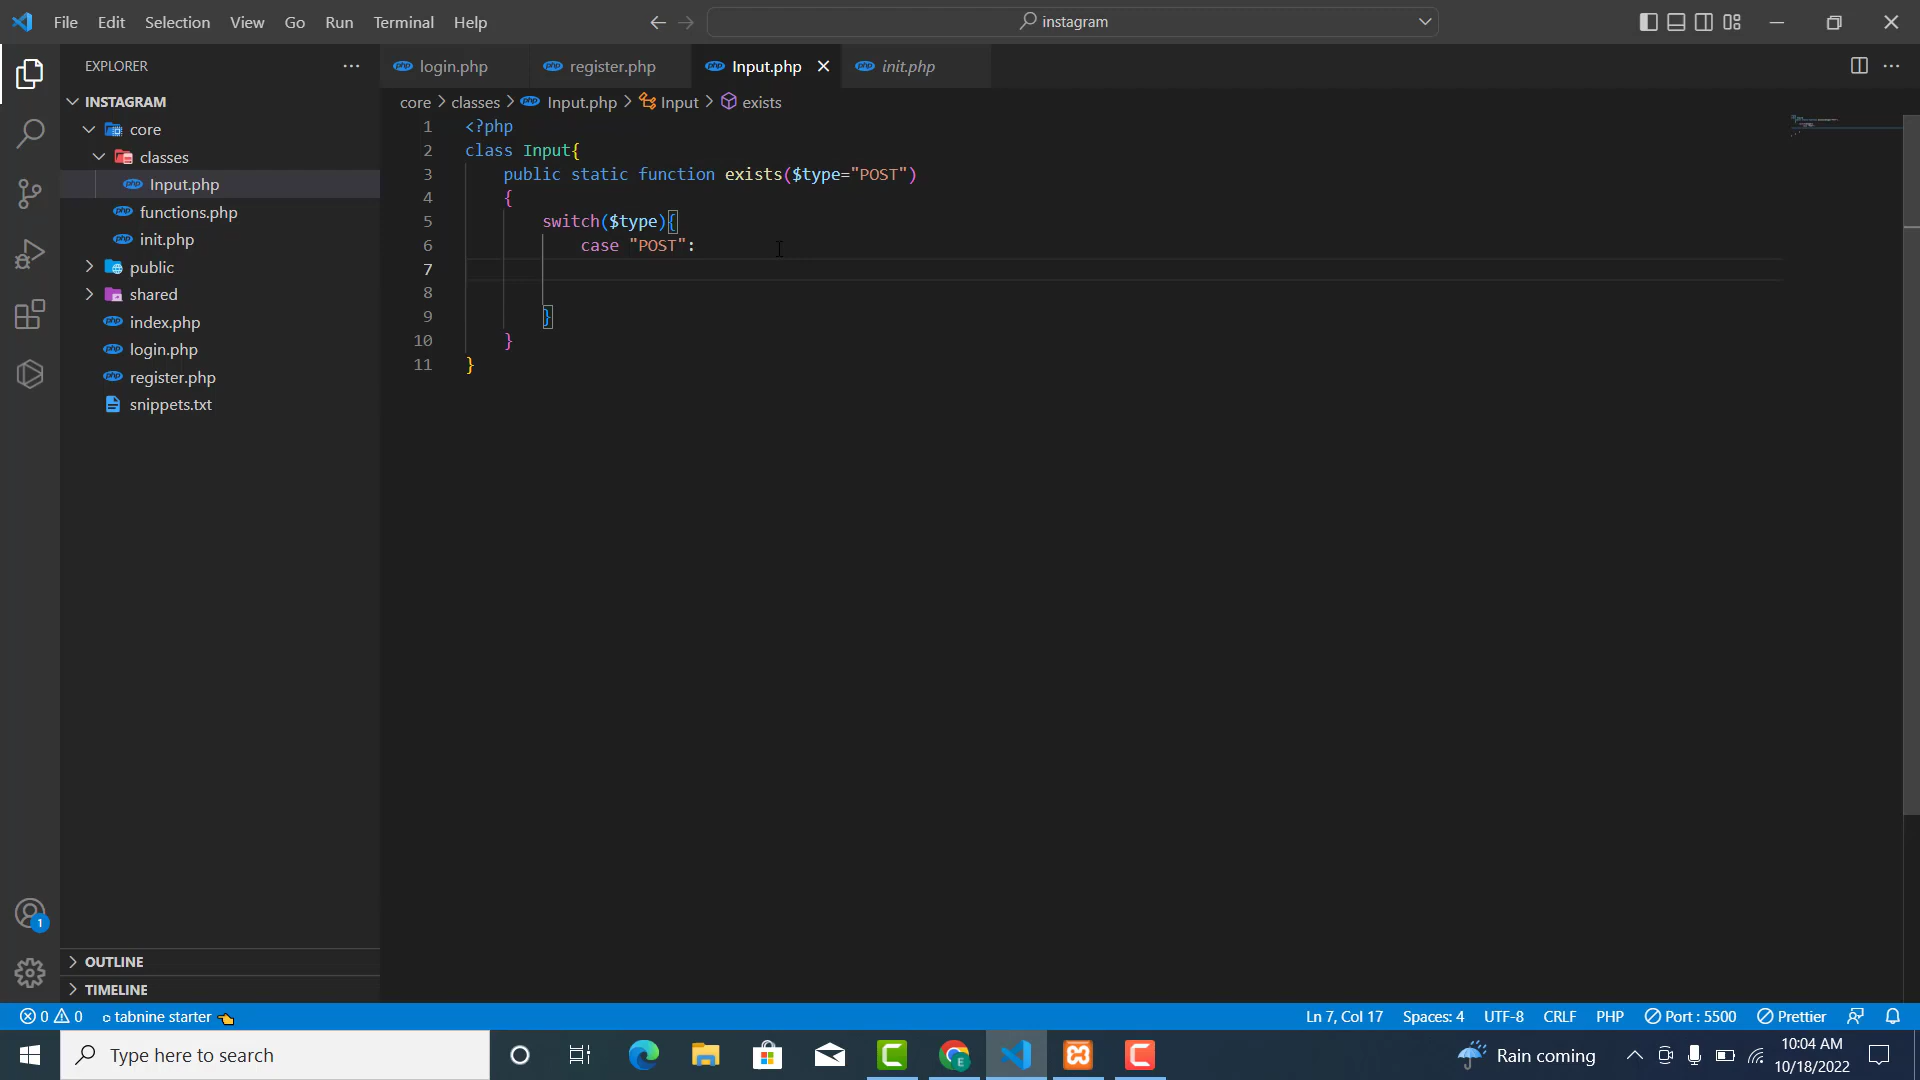 File Edit Selection View Go Run Terminal Help
instagram
EXPLORER
login.php
register.php
Input.php
init.php
core > classes > Input.php > Input > exists
INSTAGRAM
core
classes
Input.php
functions.php
init.php
public
shared
index.php
login.php
register.php
snippets.txt
1 <?php
2 class Input{
3 public static function exists($type="POST")
4 {
5 switch($type){
6 case "POST":
7
8
9 }
10 }
11 }
OUTLINE
TIMELINE
1
0 0 tabnine starter
Ln 7, Col 17 Spaces: 4 UTF-8 CRLF PHP Port : 5500 Prettier
Type here to search
E
Rain coming
10:04 AM
10/18/2022